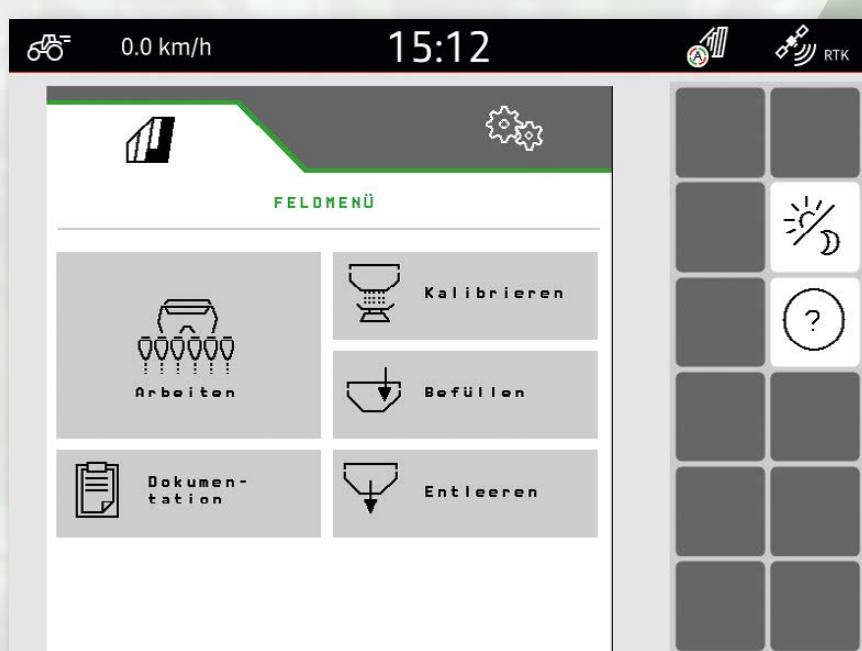 0.0 km/h
15:12
A
RTK
FELDMENÜ
Kalibrieren
Arbeiten
Befüllen
Dokumen-
tation
Entleeren
?